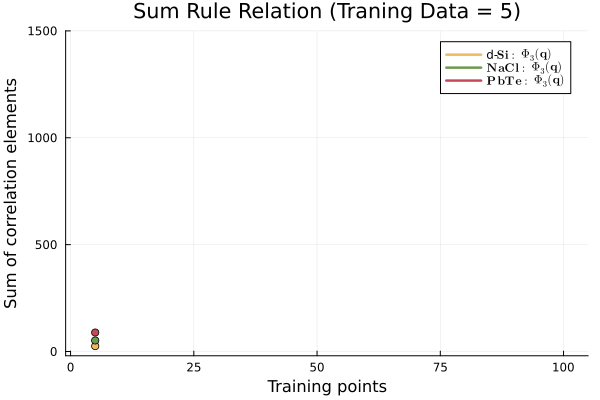 Sum Rule Relation (Traning Data = 5)
Sum of correlation elements
1500
1000
500
0
d-Si: Φ₃(q)
NaCl: Φ₃(q)
PbTe: Φ₃(q)
0 25 50 75 100
Training points